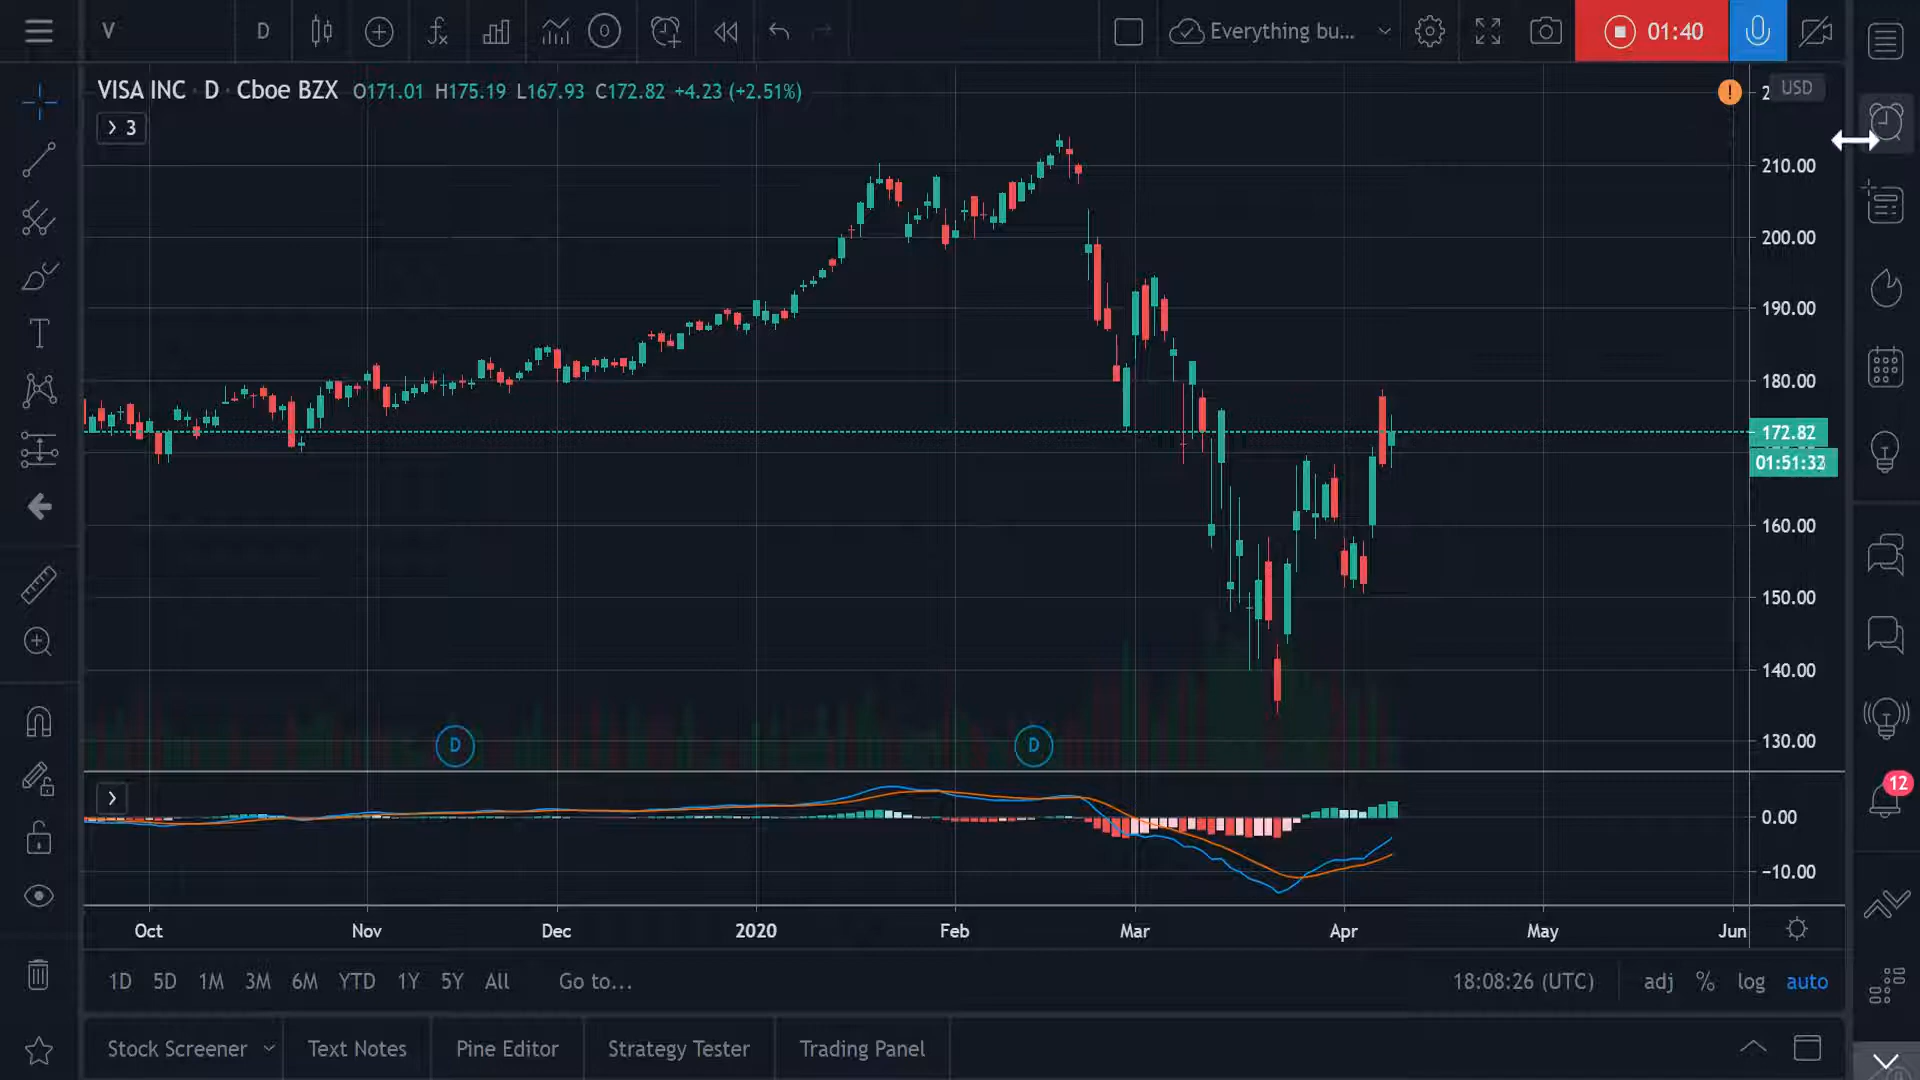 V D Everything bu... 01:40
VISA INC · D · Cboe BZX O171.01 H175.19 L167.93 C172.82 +4.23 (+2.51%)
USD
3
210.00
200.00
190.00
180.00
172.82
01:51:32
160.00
150.00
140.00
130.00
D D
12
0.00
−10.00
Oct Nov Dec 2020 Feb Mar Apr May Jun
1D 5D 1M 3M 6M YTD 1Y 5Y All Go to... 18:08:26 (UTC) adj % log auto
Stock Screener Text Notes Pine Editor Strategy Tester Trading Panel